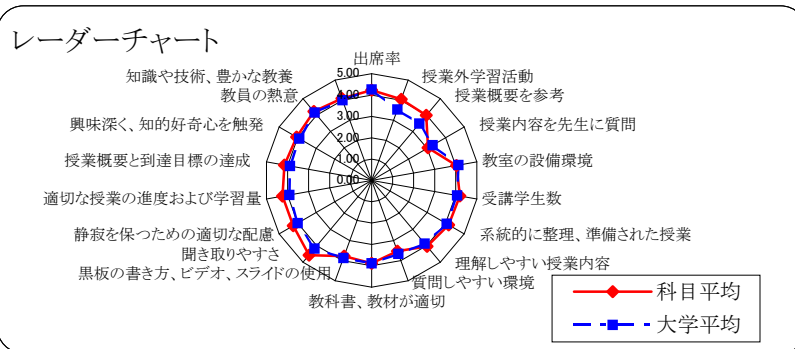 レーダーチャート
出席率
授業外学習活動
授業概要を参考
授業内容を先生に質問
教室の設備環境
受講学生数
系統的に整理、準備された授業
理解しやすい授業内容
質問しやすい環境
教科書、教材が適切
黒板の書き方、ビデオ、スライドの使用
聞き取りやすさ
静寂を保つための適切な配慮
適切な授業の進度および学習量
授業概要と到達目標の達成
興味深く、知的好奇心を触発
教員の熱意
知識や技術、豊かな教養
5.00
4.00
3.00
2.00
1.00
0.00
科目平均
大学平均